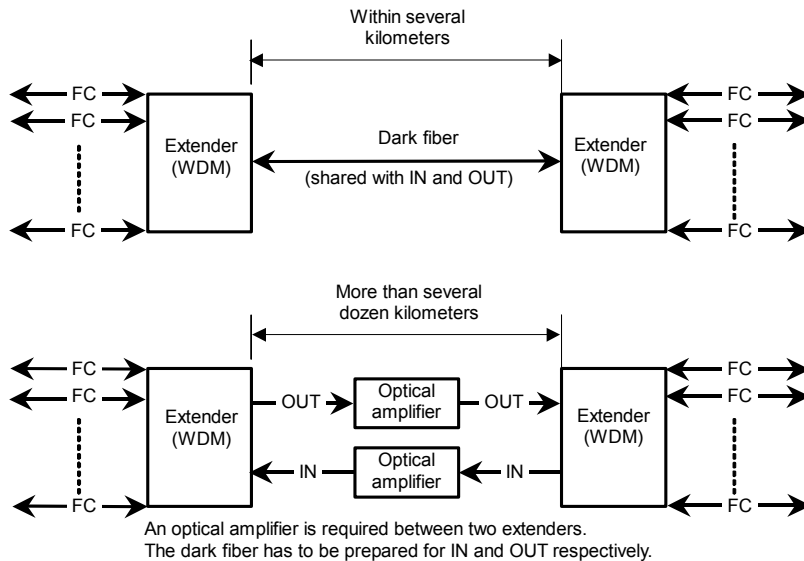 Within several
kilometers
FC
FC
FC
FC
Extender
(WDM)
Dark fiber
(shared with IN and OUT)
Extender
(WDM)
FC
FC
More than several
dozen kilometers
FC
FC
FC
FC
Extender
(WDM)
OUT
Optical
amplifier
OUT
Extender
(WDM)
IN
Optical
amplifier
IN
FC
FC
An optical amplifier is required between two extenders.
The dark fiber has to be prepared for IN and OUT respectively.